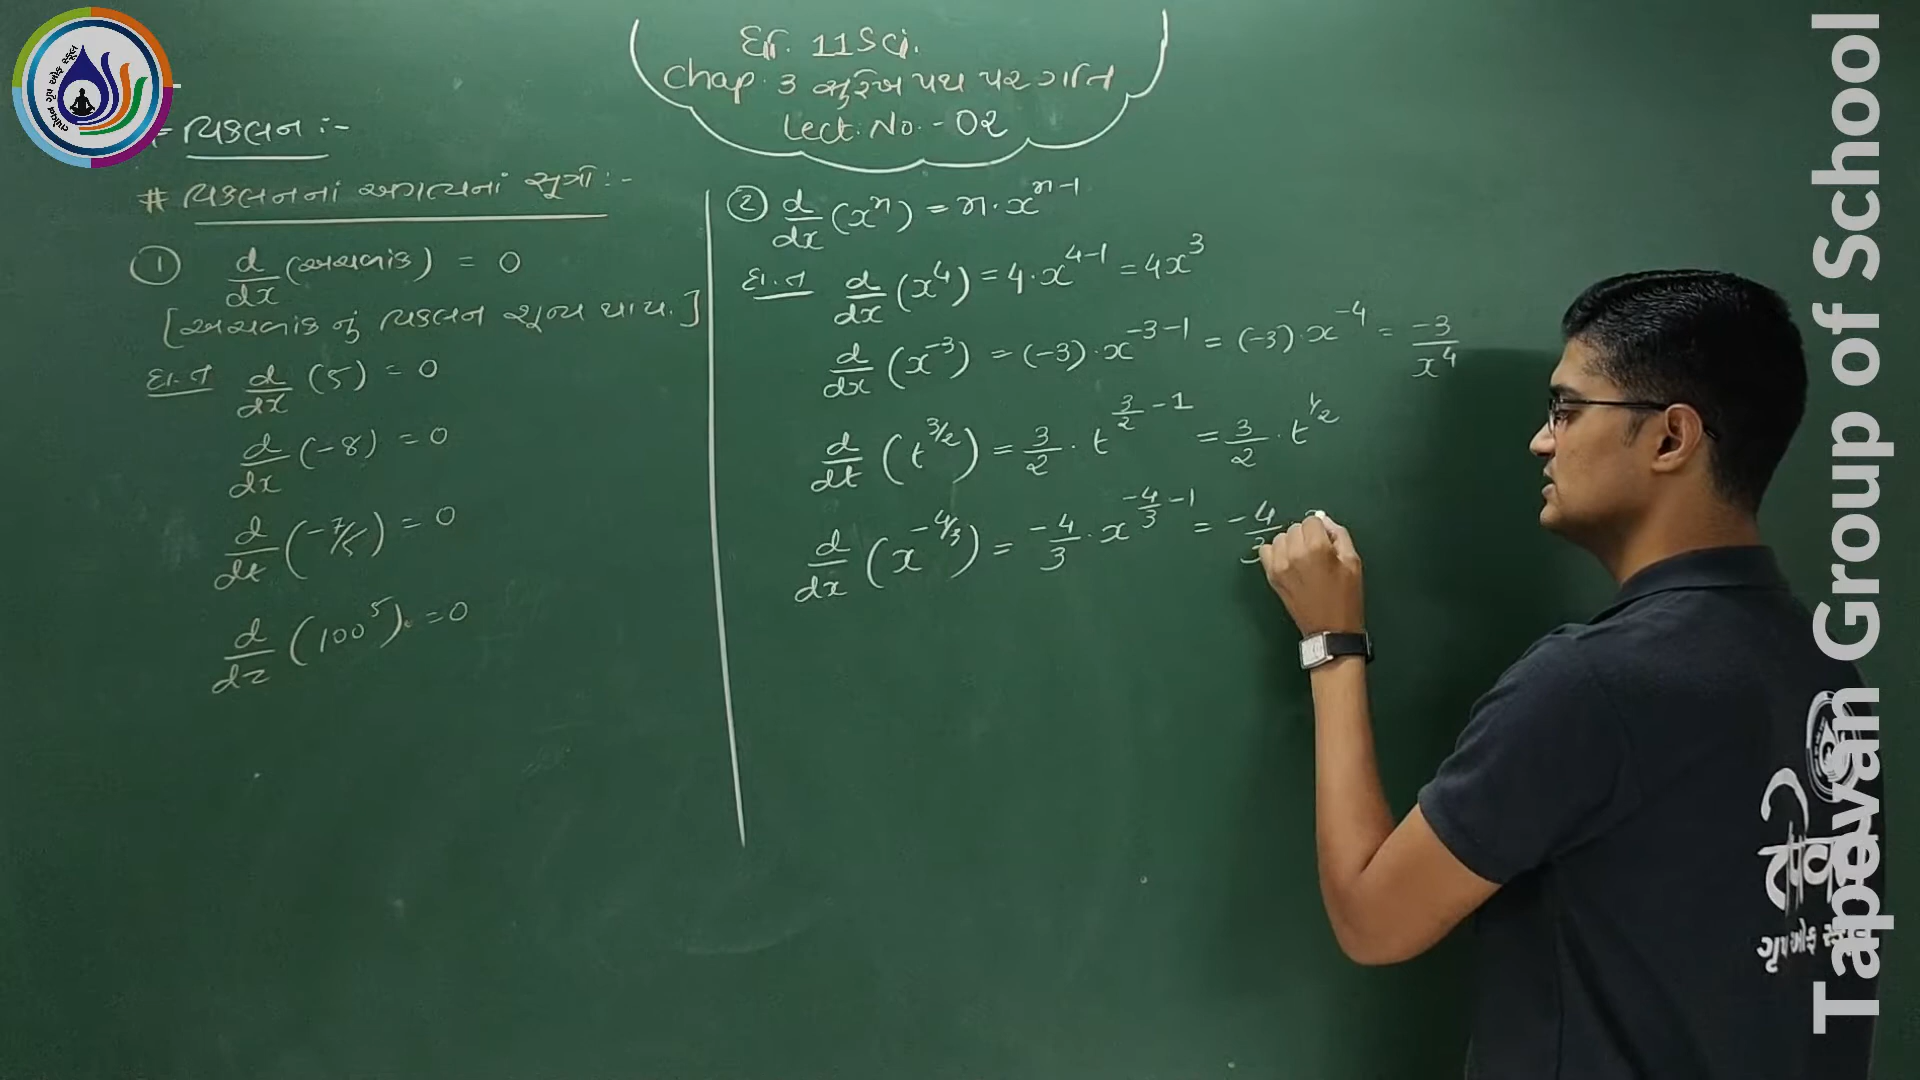 ધો. 11 Sci.
Chap. 3 સુરેખ પથ પર ગતિ
Lect. No. - 02
વિકલન :-
# વિકલનનાં અગત્યનાં સૂત્રો :-
① d/dx (અચળાંક) = 0
[અચળાંક નું વિકલન શૂન્ય થાય.]
દા.ત d/dx (5) = 0
d/dx (-8) = 0
d/dt (-7/5) = 0
d/dz (100^5) = 0
② d/dx (x^n) = n · x^(n-1)
દા.ત d/dx (x^4) = 4 · x^(4-1) = 4x^3
d/dx (x^-3) = (-3) · x^(-3-1) = (-3) · x^-4 = -3/x^4
d/dt (t^3/2) = 3/2 · t^(3/2 - 1) = 3/2 · t^1/2
d/dx (x^-4/3) = -4/3 · x^(-4/3 - 1) = -4/3
Tapovan Group of School
તપોવન ગૃપ ઓફ સ્કૂલ
ગૃપ ઓફ